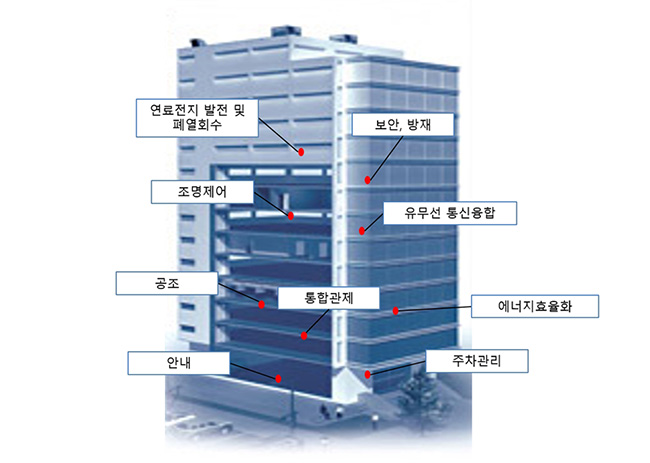 연료전지 발전 및
폐열회수
보안, 방재
조명제어
유무선 통신융합
공조
통합관제
에너지효율화
안내
주차관리